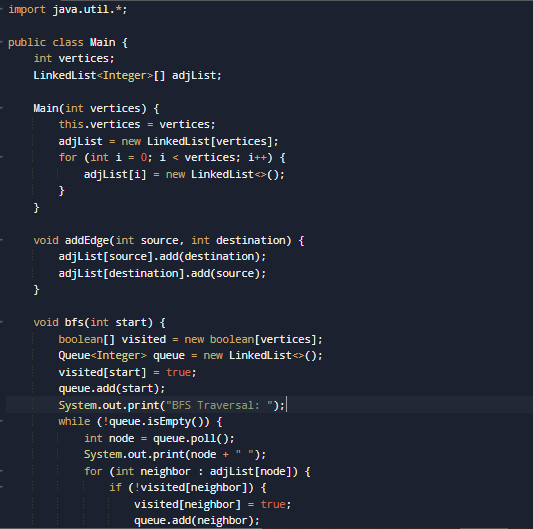 import java.util.*;
public class Main {
    int vertices;
    LinkedList<Integer>[] adjList;
    Main(int vertices) {
        this.vertices = vertices;
        adjList = new LinkedList[vertices];
        for (int i = 0; i < vertices; i++) {
            adjList[i] = new LinkedList<>();
        }
    }
    void addEdge(int source, int destination) {
        adjList[source].add(destination);
        adjList[destination].add(source);
    }
    void bfs(int start) {
        boolean[] visited = new boolean[vertices];
        Queue<Integer> queue = new LinkedList<>();
        visited[start] = true;
        queue.add(start);
        System.out.print("BFS Traversal: ");
        while (!queue.isEmpty()) {
            int node = queue.poll();
            System.out.print(node + " ");
            for (int neighbor : adjList[node]) {
                if (!visited[neighbor]) {
                    visited[neighbor] = true;
                    queue.add(neighbor);